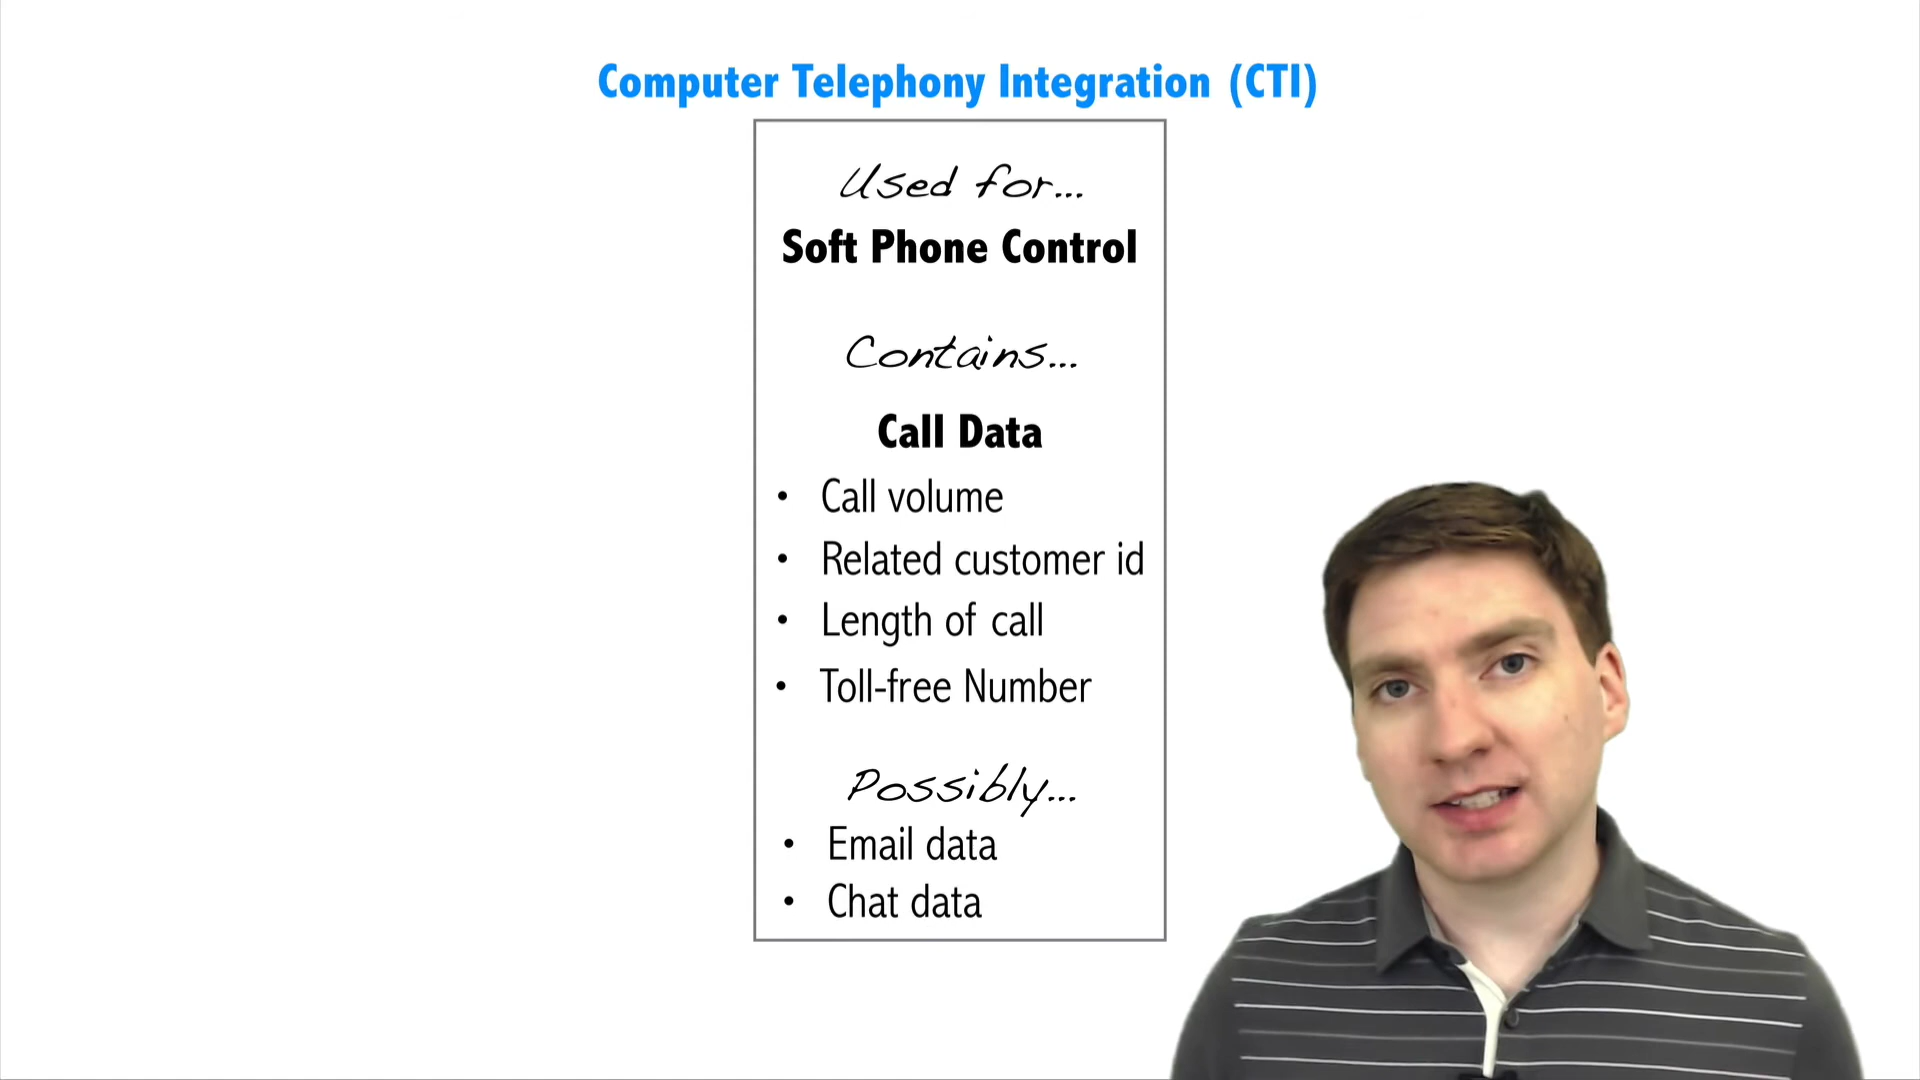 Computer Telephony Integration (CTI)
Used for...
Soft Phone Control
Contains...
Call Data
• Call volume
• Related customer id
• Length of call
• Toll-free Number
Possibly...
• Email data
• Chat data